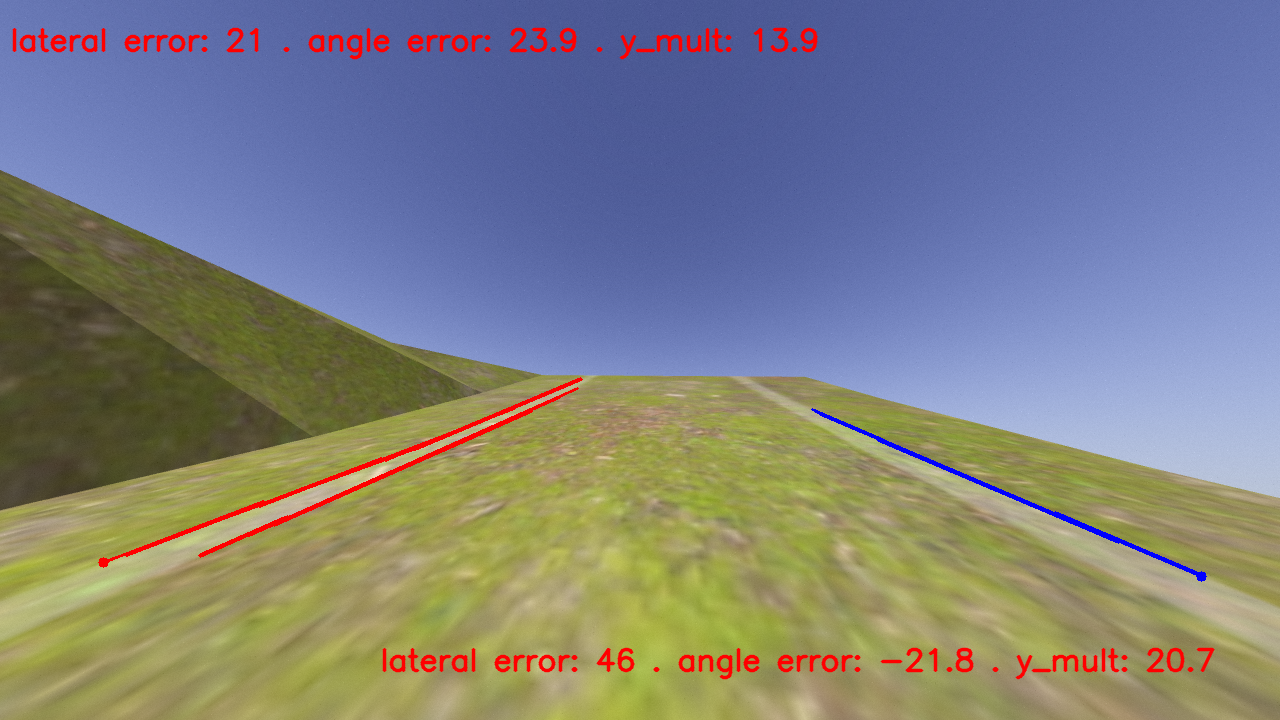 lateral error: 21 . angle error: 23.9 . y_mult: 13.9
lateral error: 46 . angle error: -21.8 . y_mult: 20.7